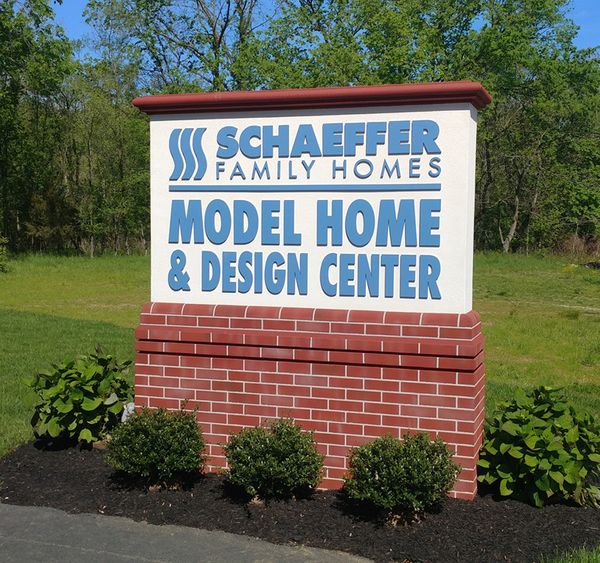 SCHAEFFER
FAMILY HOMES
MODEL HOME
& DESIGN CENTER